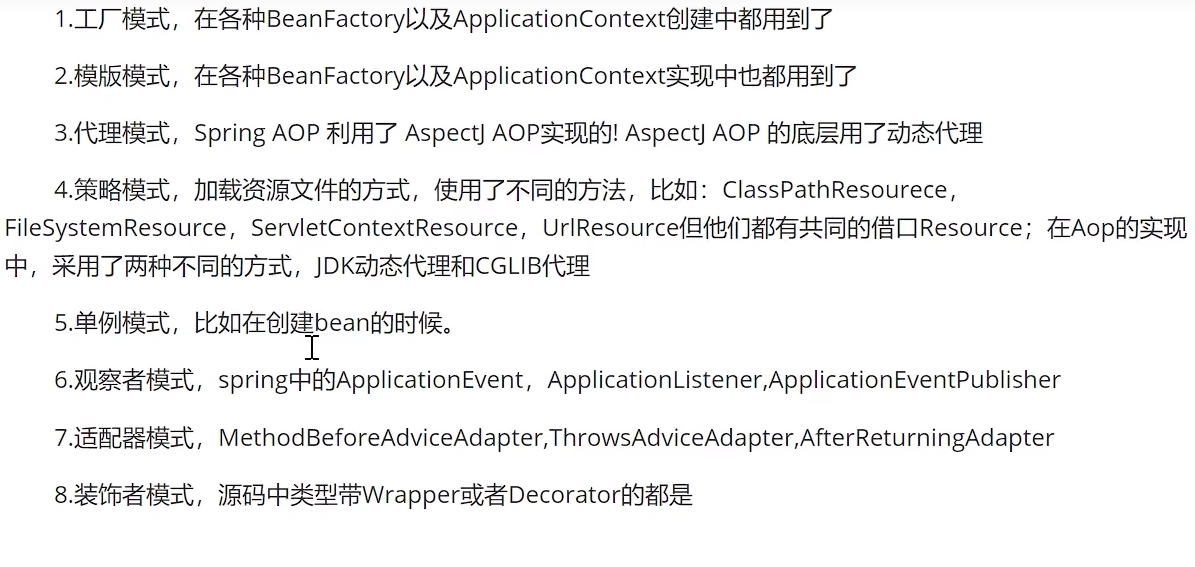 1.工厂模式，在各种BeanFactory以及ApplicationContext创建中都用到了
2.模版模式，在各种BeanFactory以及ApplicationContext实现中也都用到了
3.代理模式，Spring AOP 利用了 AspectJ AOP实现的! AspectJ AOP 的底层用了动态代理
4.策略模式，加载资源文件的方式，使用了不同的方法，比如：ClassPathResourece，
FileSystemResource，ServletContextResource，UrlResource但他们都有共同的借口Resource；在Aop的实现
中，采用了两种不同的方式，JDK动态代理和CGLIB代理
5.单例模式，比如在创建bean的时候。
6.观察者模式，spring中的ApplicationEvent，ApplicationListener,ApplicationEventPublisher
7.适配器模式，MethodBeforeAdviceAdapter,ThrowsAdviceAdapter,AfterReturningAdapter
8.装饰者模式，源码中类型带Wrapper或者Decorator的都是